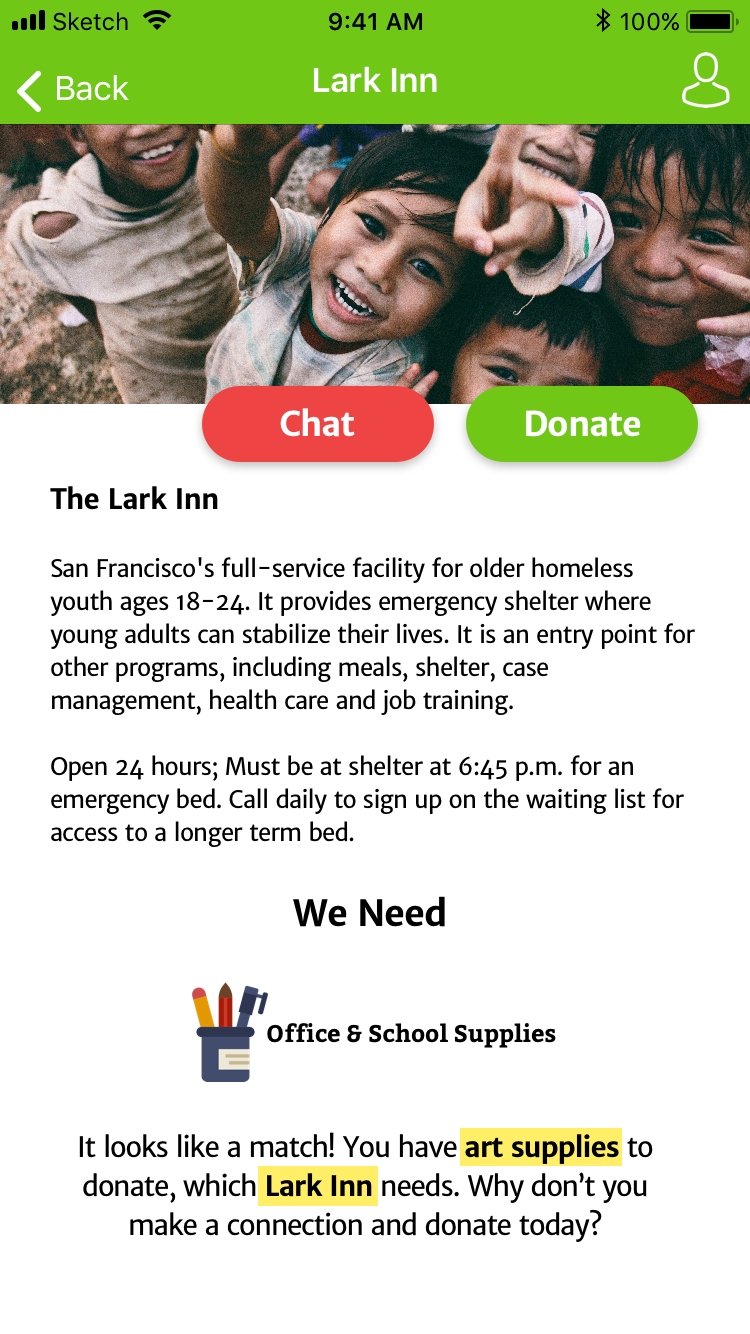 Sketch 9:41 AM 100%
Back Lark Inn
Chat Donate
The Lark Inn
San Francisco's full-service facility for older homeless
youth ages 18-24. It provides emergency shelter where
young adults can stabilize their lives. It is an entry point for
other programs, including meals, shelter, case
management, health care and job training.
Open 24 hours; Must be at shelter at 6:45 p.m. for an
emergency bed. Call daily to sign up on the waiting list for
access to a longer term bed.
We Need
Office & School Supplies
It looks like a match! You have art supplies to
donate, which Lark Inn needs. Why don’t you
make a connection and donate today?